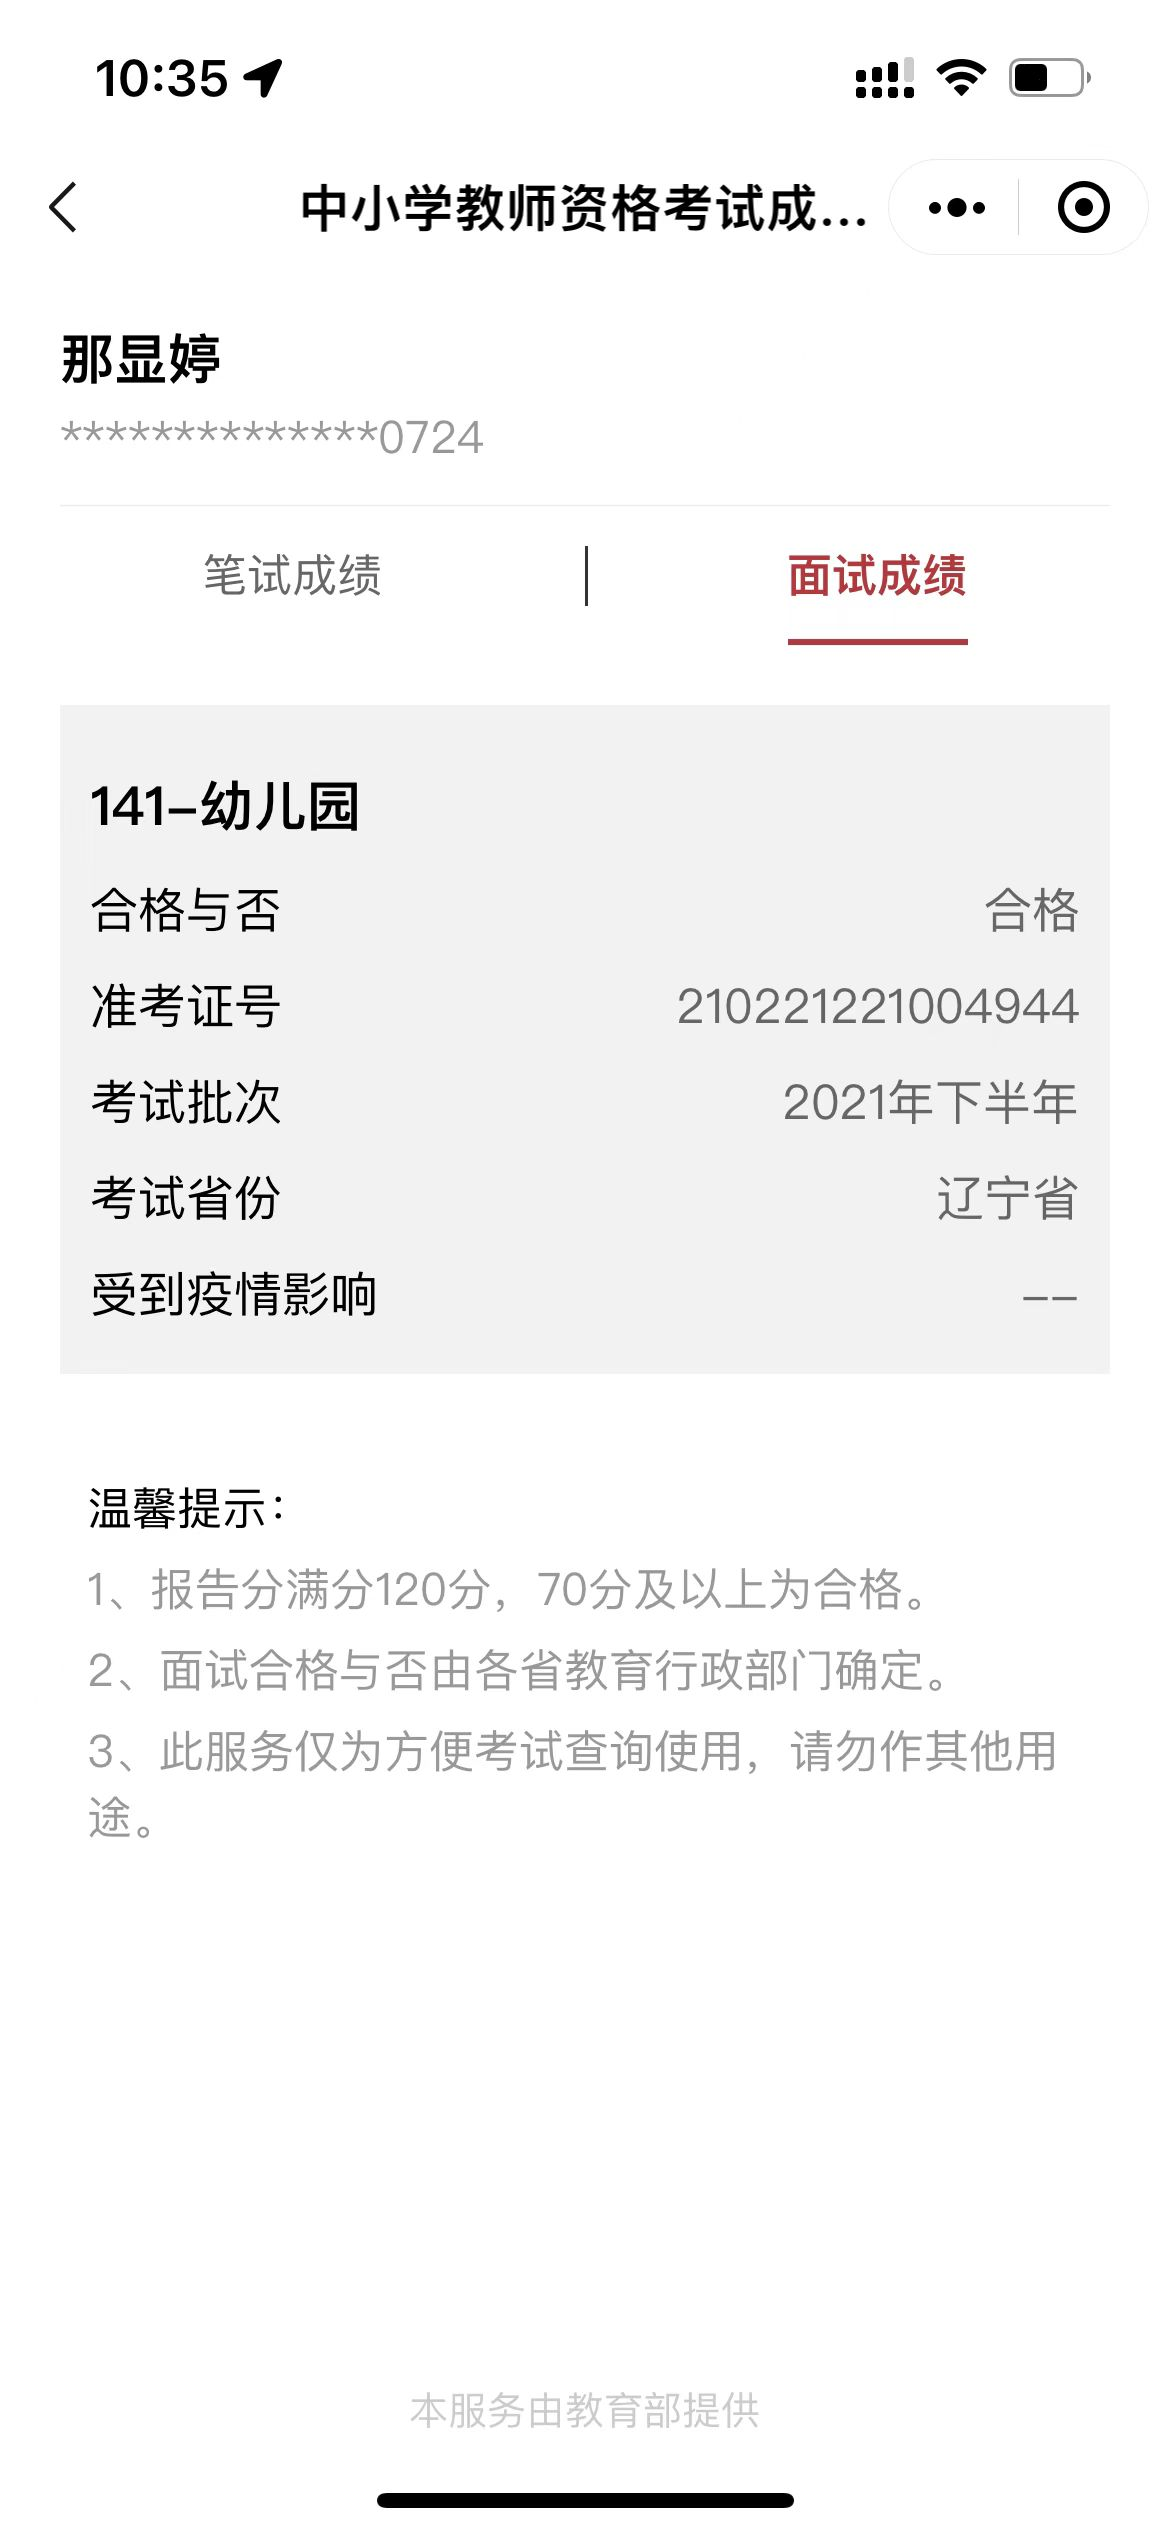 10:35
中小学教师资格考试成...
那显婷
**************0724
笔试成绩
面试成绩
141-幼儿园
合格与否 合格
准考证号 210221221004944
考试批次 2021年下半年
考试省份 辽宁省
受到疫情影响 --
温馨提示：
1、报告分满分120分，70分及以上为合格。
2、面试合格与否由各省教育行政部门确定。
3、此服务仅为方便考试查询使用，请勿作其他用
途。
本服务由教育部提供